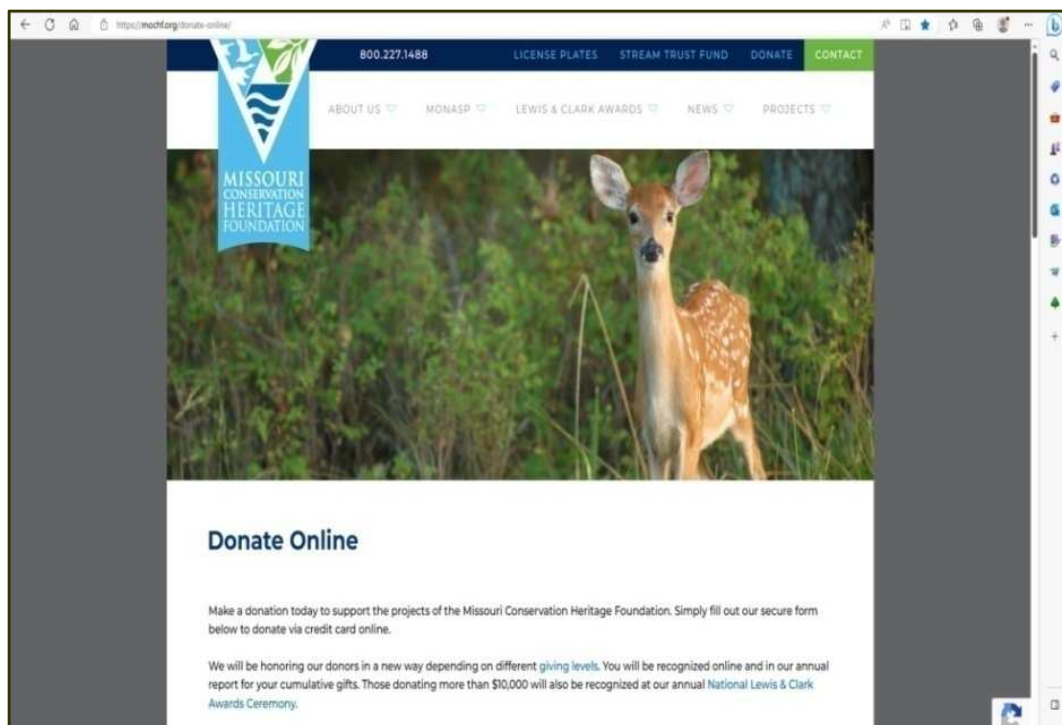 https://mochf.org/donate-online/
800.227.1488 LICENSE PLATES STREAM TRUST FUND DONATE CONTACT
ABOUT US MONASP LEWIS & CLARK AWARDS NEWS PROJECTS
MISSOURI
CONSERVATION
HERITAGE
FOUNDATION
Donate Online
Make a donation today to support the projects of the Missouri Conservation Heritage Foundation. Simply fill out our secure form
below to donate via credit card online.
We will be honoring our donors in a new way depending on different giving levels. You will be recognized online and in our annual
report for your cumulative gifts. Those donating more than $10,000 will also be recognized at our annual National Lewis & Clark
Awards Ceremony.